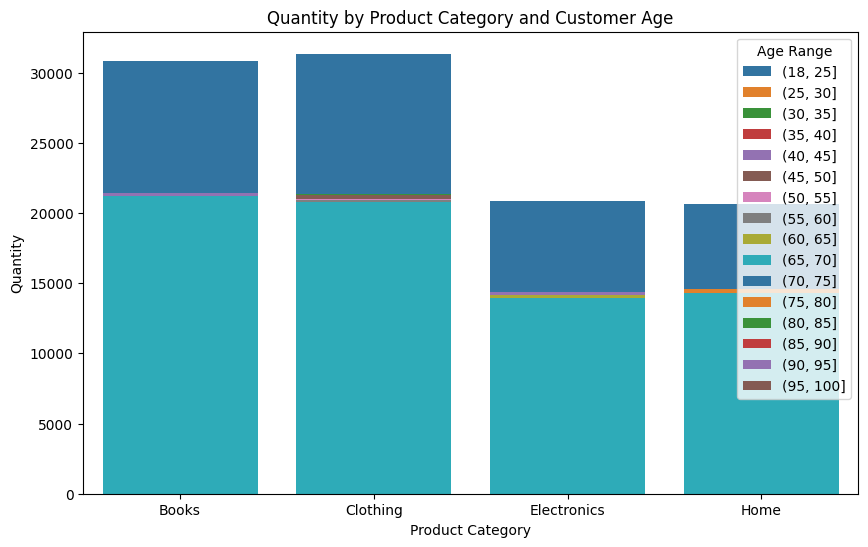 Quantity by Product Category and Customer Age
Quantity
30000
25000
20000
15000
10000
5000
0
Books
Clothing
Electronics
Home
Product Category
Age Range
(18, 25]
(25, 30]
(30, 35]
(35, 40]
(40, 45]
(45, 50]
(50, 55]
(55, 60]
(60, 65]
(65, 70]
(70, 75]
(75, 80]
(80, 85]
(85, 90]
(90, 95]
(95, 100]